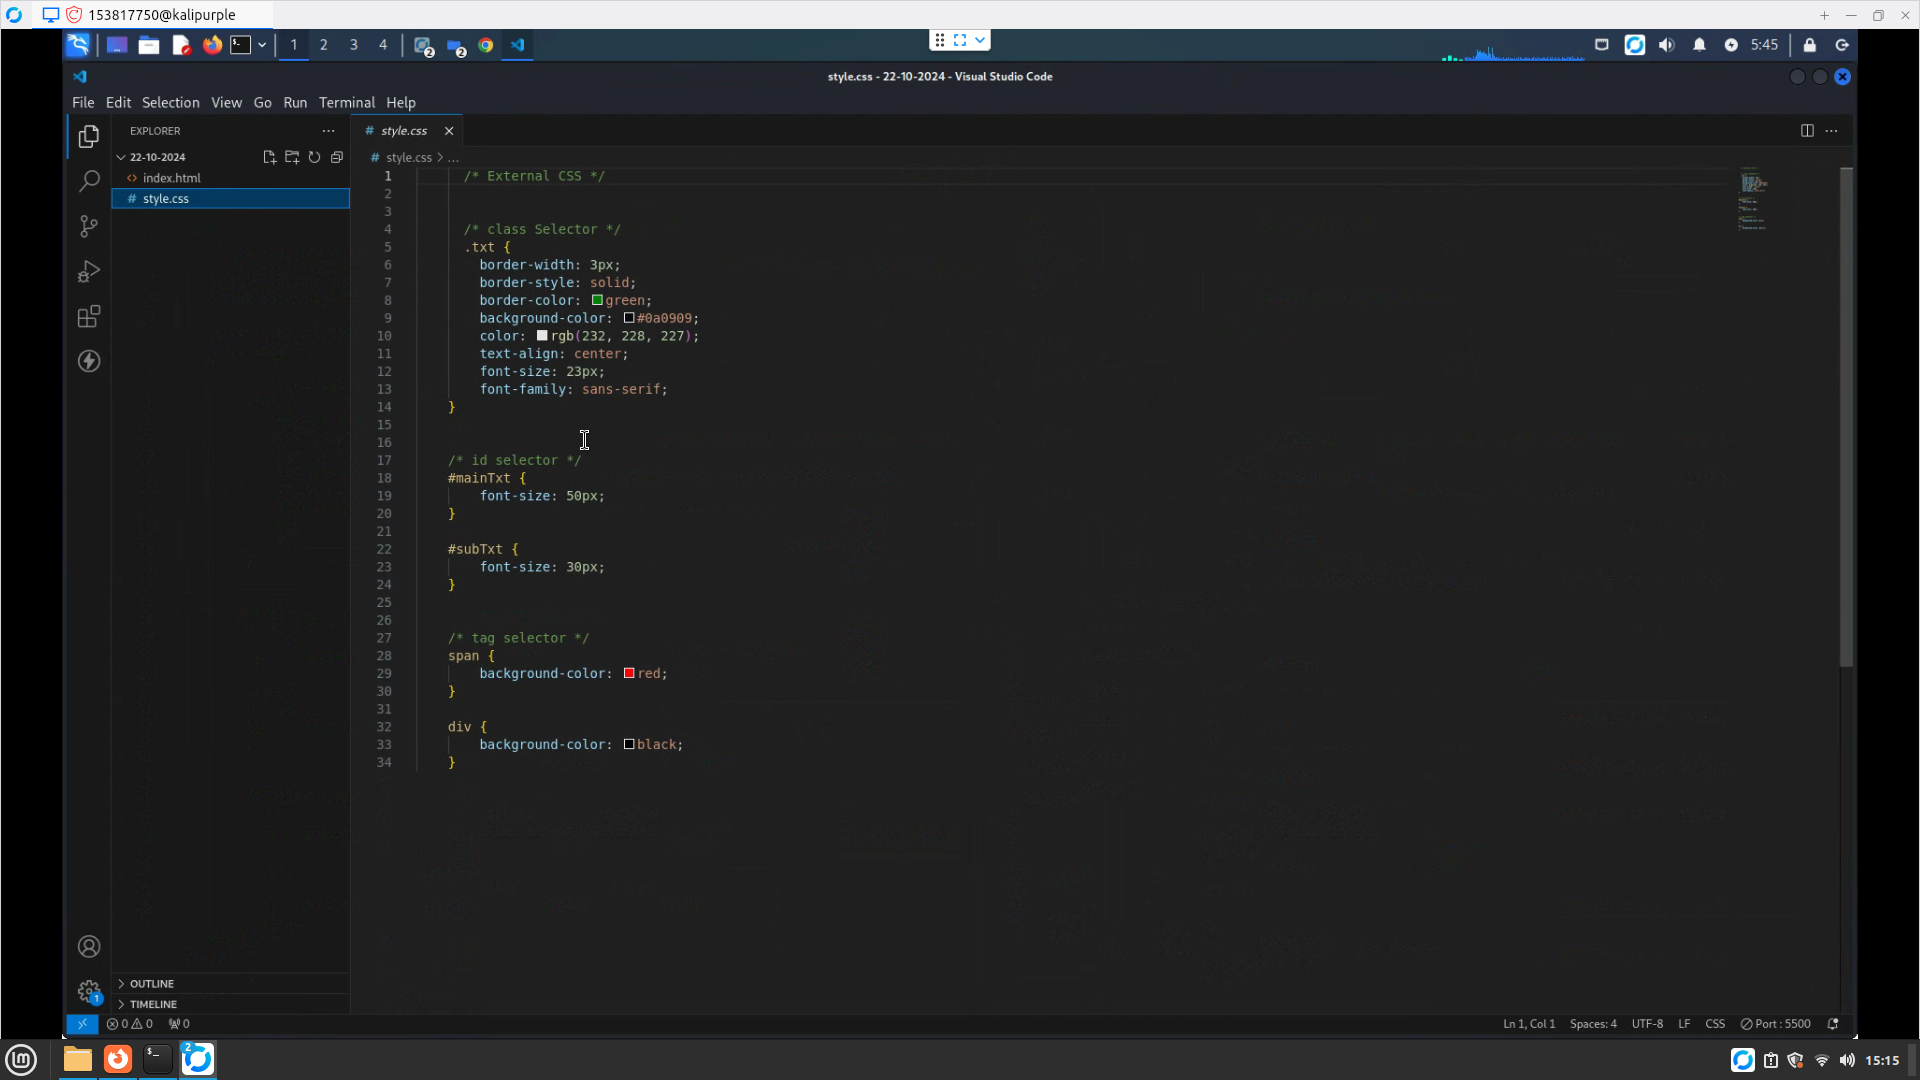 153817750@kalipurple
1 2 3 4 2 2 5:45
style.css - 22-10-2024 - Visual Studio Code
File Edit Selection View Go Run Terminal Help
EXPLORER
# style.css
22-10-2024
# style.css > ...
<> index.html
# style.css
1 /* External CSS */
2
3
4 /* class Selector */
5 .txt {
6 border-width: 3px;
7 border-style: solid;
8 border-color: green;
9 background-color: #0a0909;
10 color: rgb(232, 228, 227);
11 text-align: center;
12 font-size: 23px;
13 font-family: sans-serif;
14 }
15
16
17 /* id selector */
18 #mainTxt {
19 font-size: 50px;
20 }
21
22 #subTxt {
23 font-size: 30px;
24 }
25
26
27 /* tag selector */
28 span {
29 background-color: red;
30 }
31
32 div {
33 background-color: black;
34 }
1
OUTLINE
TIMELINE
0 0 0 Ln 1, Col 1 Spaces: 4 UTF-8 LF CSS Port : 5500
2 15:15